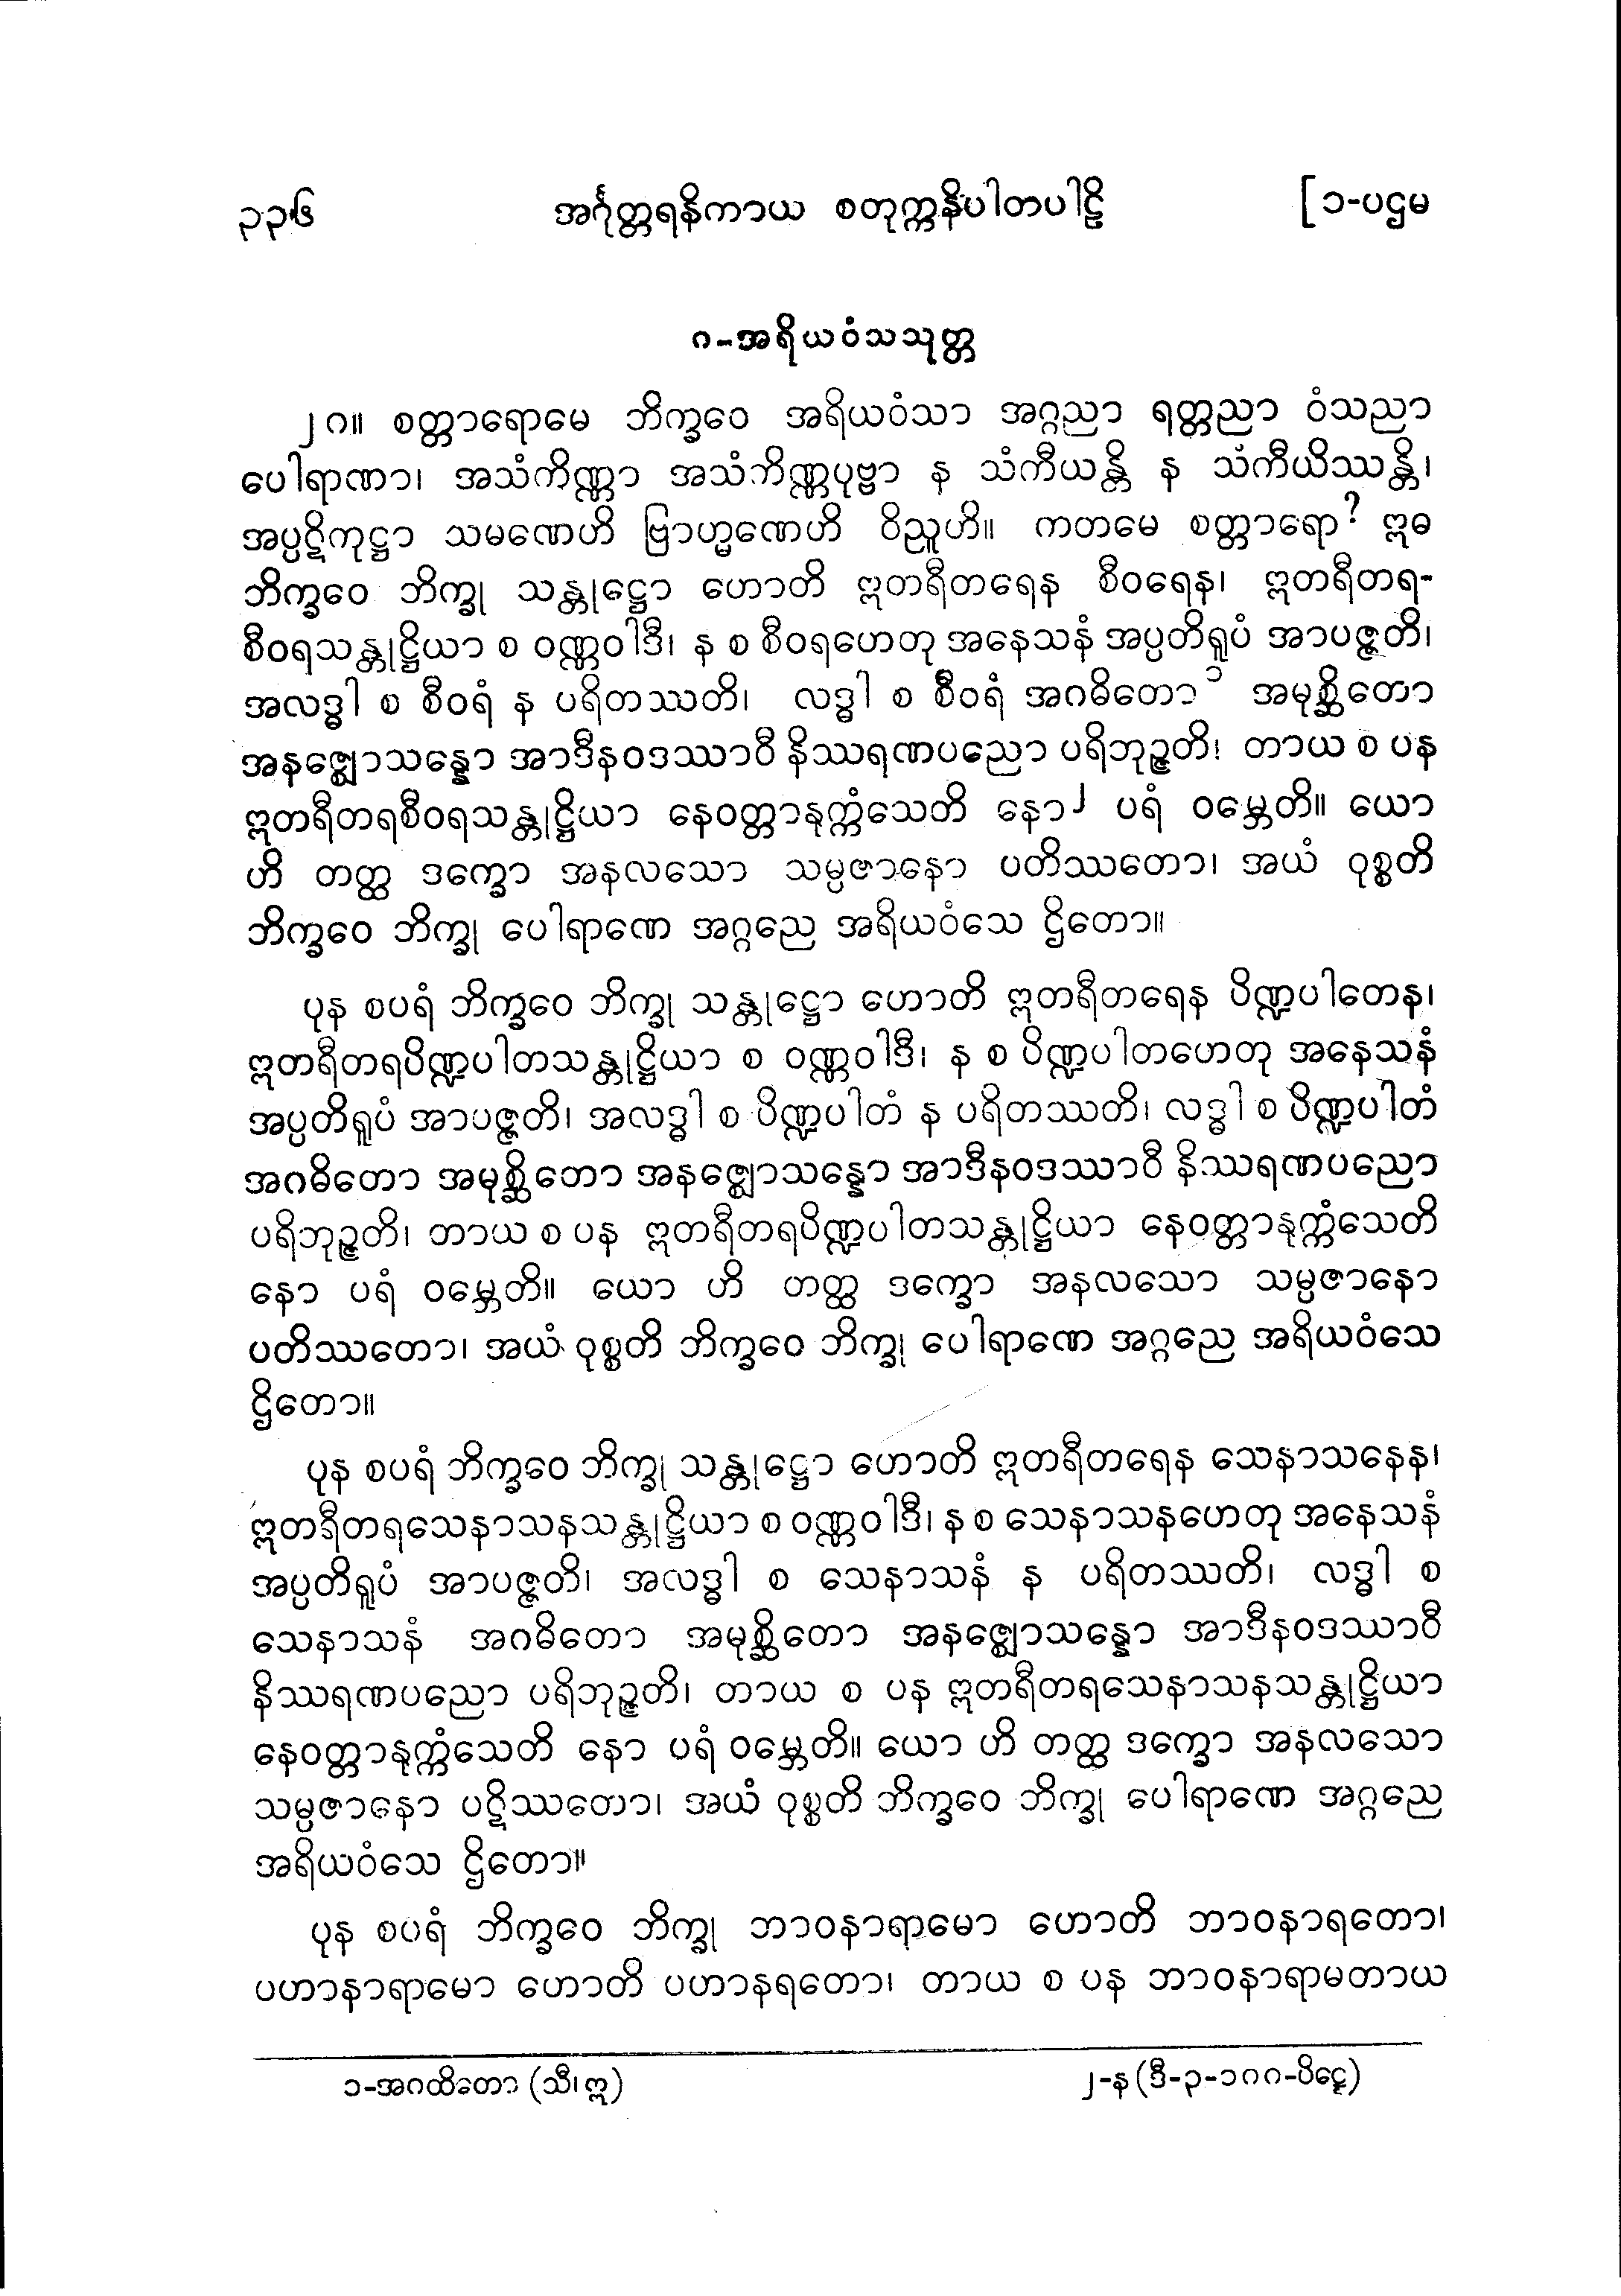 ၃၃၆ အင်္ဂုတ္တရနိကာယ စတုက္ကနိပါတပါဠိ [ ၁-ပဌမ
၈-အရိယဝံသသုတ္တ
၂၈။ စတ္တာရောမေ ဘိက္ခဝေ အရိယဝံသာ အဂ္ဂညာ ရတ္တညာ ဝံသညာ
ပေါရာဏာ၊ အသံကိဏ္ဏာ အသံကိဏ္ဏပုဗ္ဗာ န သံကီယန္တိ န သံကီယိဿန္တိ၊
အပ္ပဋိကုဋ္ဌာ သမဏေဟိ ဗြာဟ္မဏေဟိ ဝိညူဟိ။ ကတမေ စတ္တာရော? ဣဓ
ဘိက္ခဝေ ဘိက္ခု သန္တုဋ္ဌော ဟောတိ ဣတရီတရေန စီဝရေန၊ ဣတရီတရ-
စီဝရသန္တုဋ္ဌိယာ စ ဝဏ္ဏဝါဒီ၊ န စ စီဝရဟေတု အနေသနံ အပ္ပတိရူပံ အာပဇ္ဇတိ၊
အလဒ္ဓါ စ စီဝရံ န ပရိတဿတိ၊ လဒ္ဓါ စ စီဝရံ အဂဓိတော၁ အမုစ္ဆိတော
အနဇ္ဈောသန္နော အာဒီနဝဒဿာဝီ နိဿရဏပညော ပရိဘုဉ္ဇတိ၊ တာယ စ ပန
ဣတရီတရစီဝရသန္တုဋ္ဌိယာ နေဝတ္တာနုက္ကံသေတိ နော၂ ပရံ ဝမ္ဘေတိ။ ယော
ဟိ တတ္ထ ဒက္ခော အနလသော သမ္ပဇာနော ပတိဿတော၊ အယံ ဝုစ္စတိ
ဘိက္ခဝေ ဘိက္ခု ပေါရာဏေ အဂ္ဂညေ အရိယဝံသေ ဌိတော။
ပုန စပရံ ဘိက္ခဝေ ဘိက္ခု သန္တုဋ္ဌော ဟောတိ ဣတရီတရေန ပိဏ္ဍပါတေန၊
ဣတရီတရပိဏ္ဍပါတသန္တုဋ္ဌိယာ စ ဝဏ္ဏဝါဒီ၊ န စ ပိဏ္ဍပါတဟေတု အနေသနံ
အပ္ပတိရူပံ အာပဇ္ဇတိ၊ အလဒ္ဓါ စ ပိဏ္ဍပါတံ န ပရိတဿတိ၊ လဒ္ဓါ စ ပိဏ္ဍပါတံ
အဂဓိတော အမုစ္ဆိတော အနဇ္ဈောသန္နော အာဒီနဝဒဿာဝီ နိဿရဏပညော
ပရိဘုဉ္ဇတိ၊ တာယ စ ပန ဣတရီတရပိဏ္ဍပါတသန္တုဋ္ဌိယာ နေဝတ္တာနုက္ကံသေတိ
နော ပရံ ဝမ္ဘေတိ။ ယော ဟိ တတ္ထ ဒက္ခော အနလသော သမ္ပဇာနော
ပတိဿတော၊ အယံ ဝုစ္စတိ ဘိက္ခဝေ ဘိက္ခု ပေါရာဏေ အဂ္ဂညေ အရိယဝံသေ
ဌိတော။
ပုန စပရံ ဘိက္ခဝေ ဘိက္ခု သန္တုဋ္ဌော ဟောတိ ဣတရီတရေန သေနာသနေန၊
ဣတရီတရသေနာသနသန္တုဋ္ဌိယာ စ ဝဏ္ဏဝါဒီ၊ န စ သေနာသနဟေတု အနေသနံ
အပ္ပတိရူပံ အာပဇ္ဇတိ၊ အလဒ္ဓါ စ သေနာသနံ န ပရိတဿတိ၊ လဒ္ဓါ စ
သေနာသနံ အဂဓိတော အမုစ္ဆိတော အနဇ္ဈောသန္နော အာဒီနဝဒဿာဝီ
နိဿရဏပညော ပရိဘုဉ္ဇတိ၊ တာယ စ ပန ဣတရီတရသေနာသနသန္တုဋ္ဌိယာ
နေဝတ္တာနုက္ကံသေတိ နော ပရံ ဝမ္ဘေတိ။ ယော ဟိ တတ္ထ ဒက္ခော အနလသော
သမ္ပဇာနော ပဋိဿတော၊ အယံ ဝုစ္စတိ ဘိက္ခဝေ ဘိက္ခု ပေါရာဏေ အဂ္ဂညေ
အရိယဝံသေ ဌိတော။
ပုန စပရံ ဘိက္ခဝေ ဘိက္ခု ဘာဝနာရာမော ဟောတိ ဘာဝနာရတော၊
ပဟာနာရာမော ဟောတိ ပဟာနရတော၊ တာယ စ ပန ဘာဝနာရာမတာယ
၁-အဂထိတော (သီ၊ ဣ) ၂-န (ဒီ-၃-၁၈၈-ပိဋ္ဌေ)